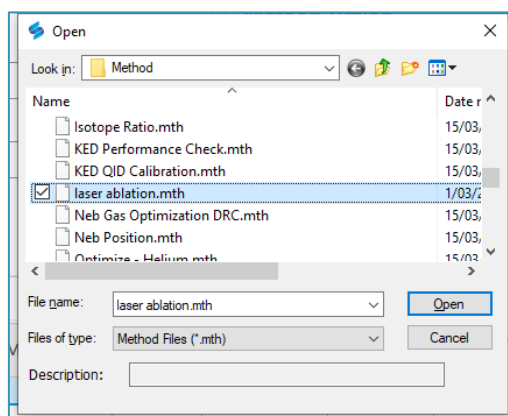 Open
Look in: Method
Name Date r
Isotope Ratio.mth 15/03,
KED Performance Check.mth 15/03,
KED QID Calibration.mth 15/03,
laser ablation.mth 1/03/2
Neb Gas Optimization DRC.mth 15/03,
Neb Position.mth 15/03,
Optimize - Helium.mth 15/03,
File name: laser ablation.mth Open
Files of type: Method Files (*.mth) Cancel
Description: